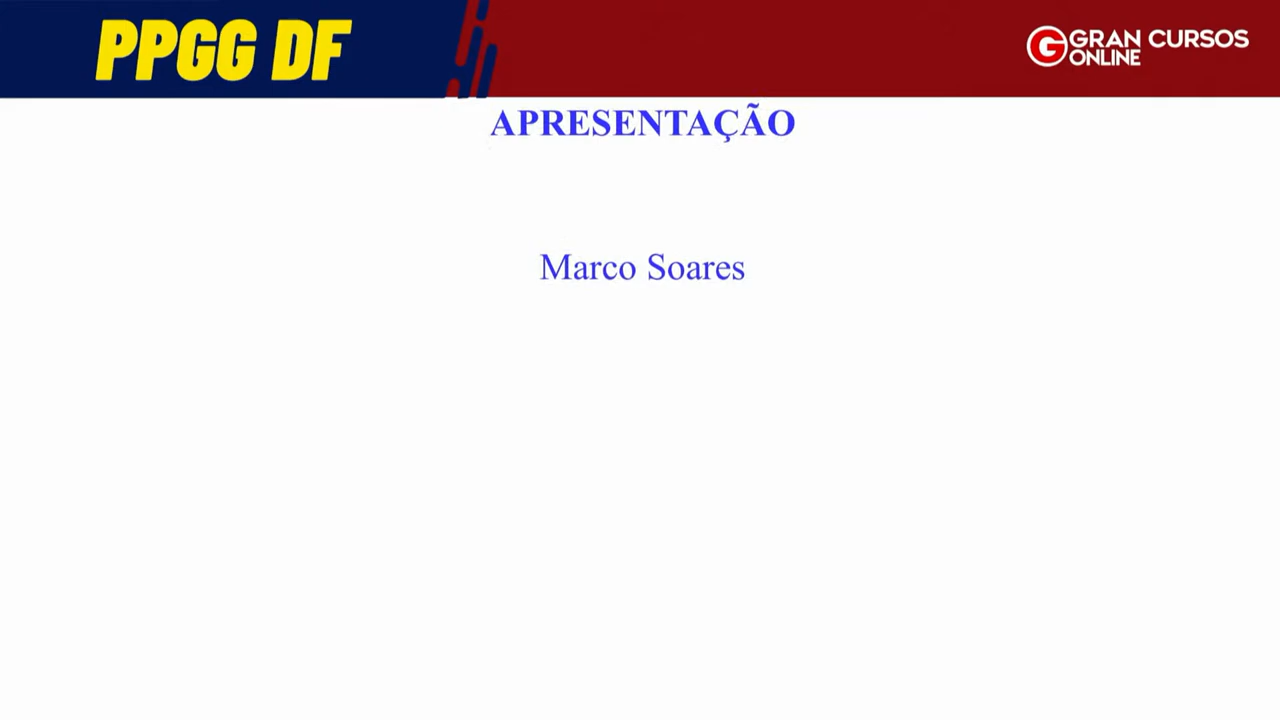 PPGG DF
GRAN CURSOS
ONLINE
APRESENTAÇÃO
Marco Soares